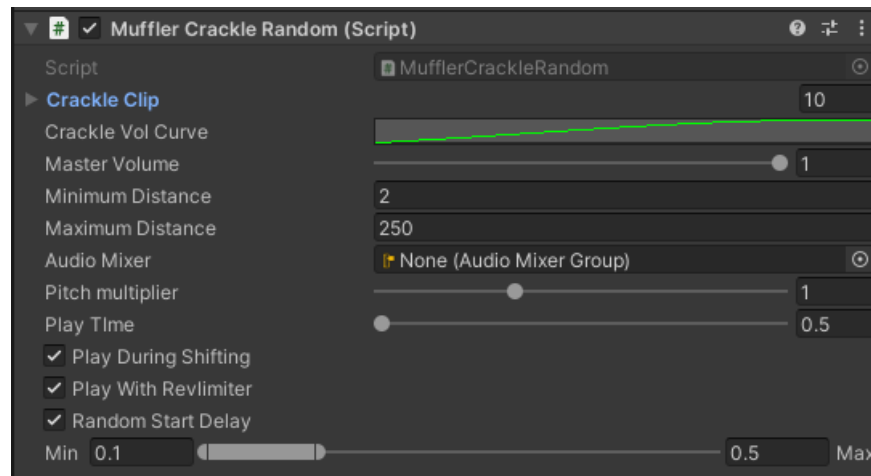 # Muffler Crackle Random (Script)
Script # MufflerCrackleRandom
Crackle Clip 10
Crackle Vol Curve
Master Volume 1
Minimum Distance 2
Maximum Distance 250
Audio Mixer None (Audio Mixer Group)
Pitch multiplier 1
Play TIme 0.5
Play During Shifting
Play With Revlimiter
Random Start Delay
Min 0.1 0.5 Max